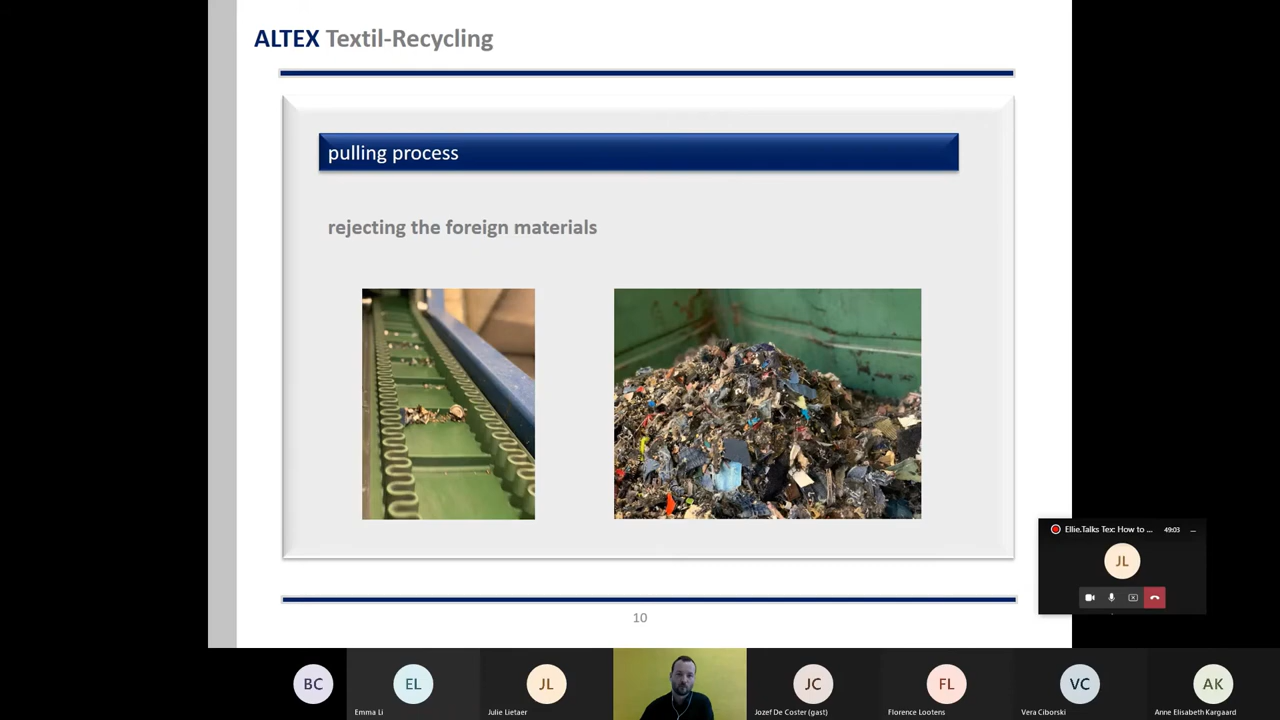 ALTEX Textil-Recycling
pulling process
rejecting the foreign materials
10
Ellie.Talks Tex: How to ...
49:03
JL
BC
EL
Emma Li
JL
Julie Lietaer
JC
Jozef De Coster (gast)
FL
Florence Lootens
VC
Vera Ciborski
AK
Anne Elisabeth Kargaard